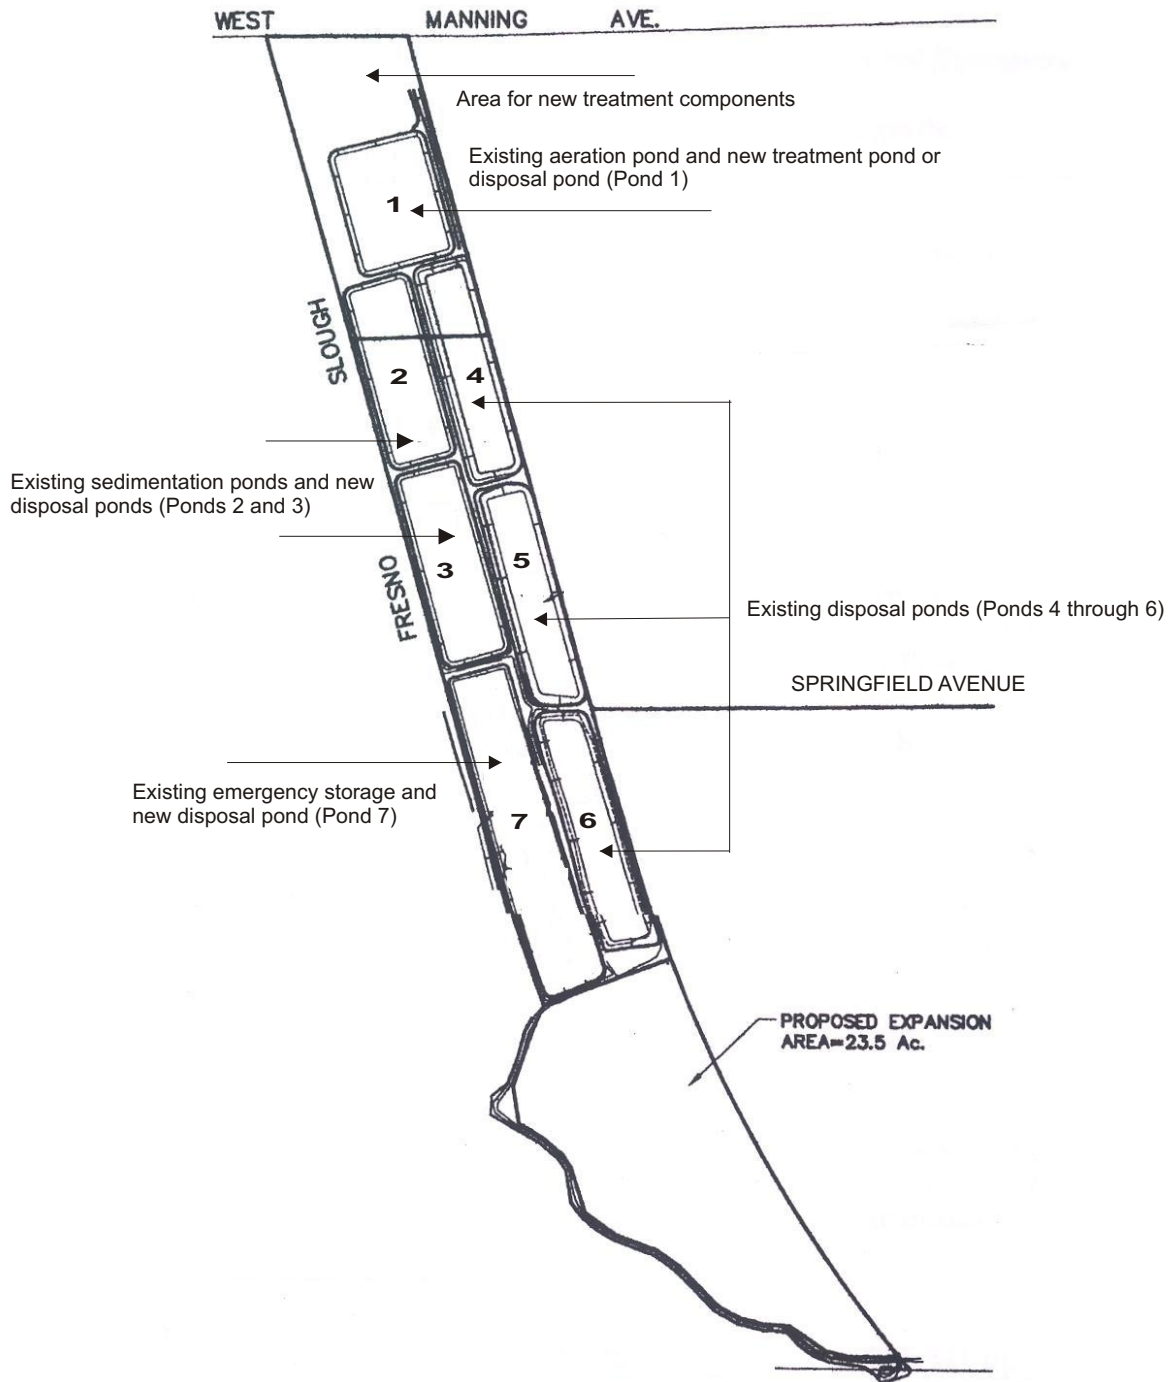 WEST MANNING AVE.
Area for new treatment components
Existing aeration pond and new treatment pond or
disposal pond (Pond 1)
1
SLOUGH
2
4
Existing sedimentation ponds and new
disposal ponds (Ponds 2 and 3)
3
5
FRESNO
Existing disposal ponds (Ponds 4 through 6)
SPRINGFIELD AVENUE
Existing emergency storage and
new disposal pond (Pond 7)
7
6
PROPOSED EXPANSION
AREA=23.5 Ac.